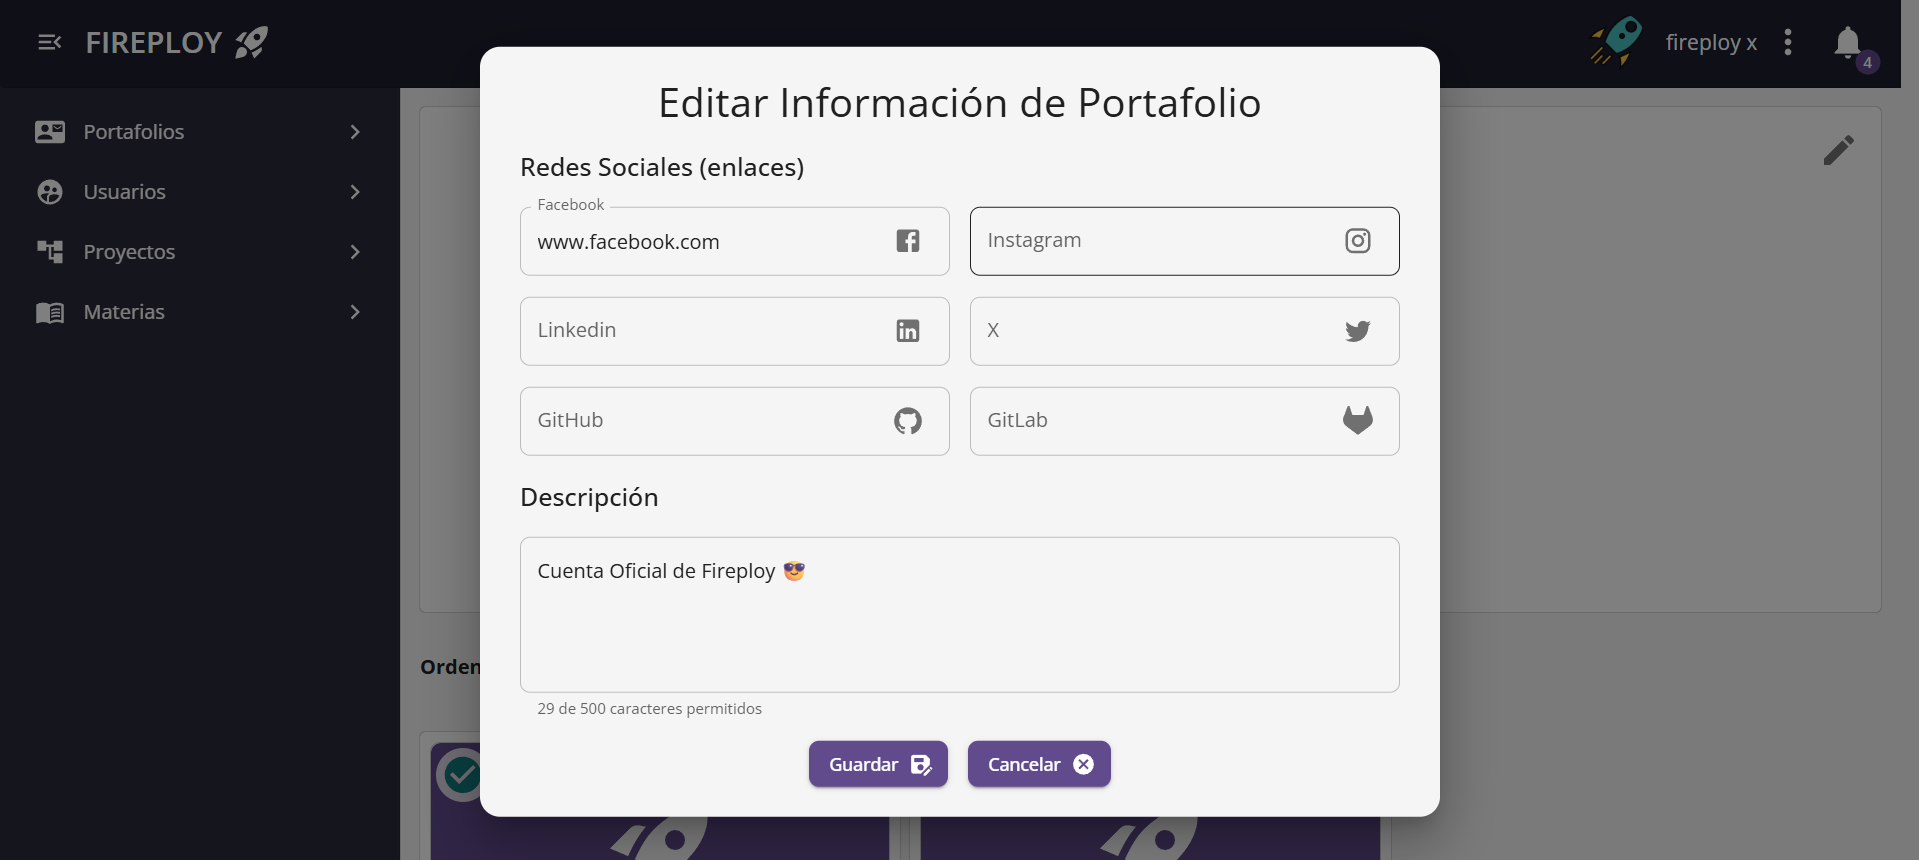 FIREPLOY
fireploy x
4
Portafolios
Usuarios
Proyectos
Materias
Editar Información de Portafolio
Redes Sociales (enlaces)
Facebook
www.facebook.com
Instagram
Linkedin
X
GitHub
GitLab
Descripción
Cuenta Oficial de Fireploy 😎
29 de 500 caracteres permitidos
Orden
Guardar
Cancelar